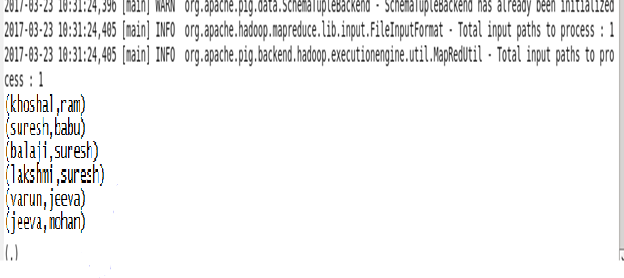 2017-03-23 10:31:24,396 [main] WARN org.apache.pig.data.SchemaTupleBackend - SchemaTupleBackend has already been initialized
2017-03-23 10:31:24,405 [main] INFO org.apache.hadoop.mapreduce.lib.input.FileInputFormat - Total input paths to process : 1
2017-03-23 10:31:24,405 [main] INFO org.apache.pig.backend.hadoop.executionengine.util.MapRedUtil - Total input paths to pro
cess : 1
(khoshal,ram)
(suresh,babu)
(balaji,suresh)
(lakshmi,suresh)
(varun,jeeva)
(jeeva,mohan)
(.)